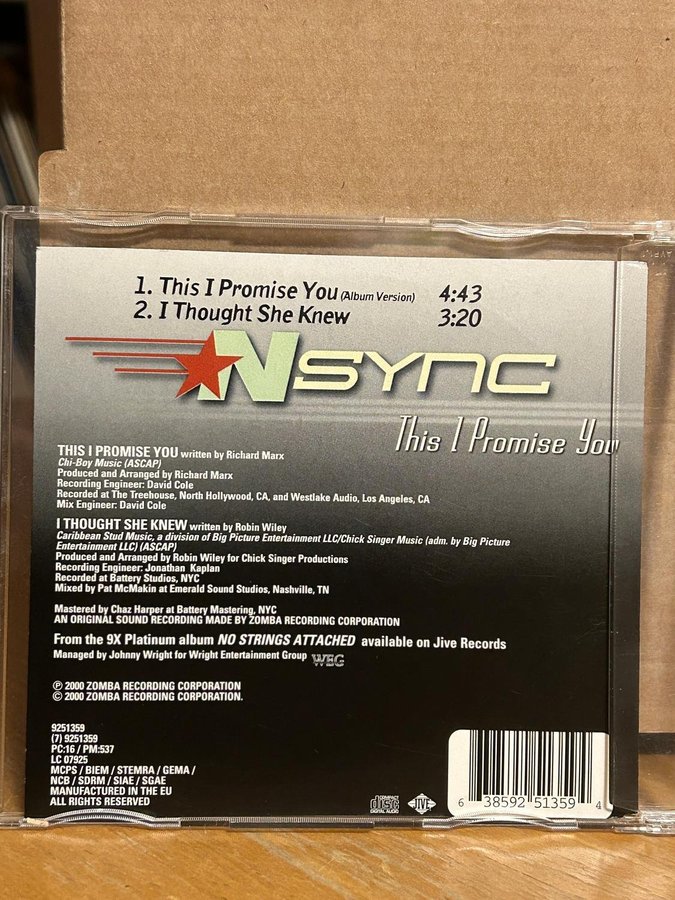 1. This I Promise You (Album Version) 4:43
2. I Thought She Knew 3:20
NSYNC
This I Promise You
THIS I PROMISE YOU written by Richard Marx
Chi-Boy Music (ASCAP)
Produced and Arranged by Richard Marx
Recording Engineer: David Cole
Recorded at The Treehouse, North Hollywood, CA, and Westlake Audio, Los Angeles, CA
Mix Engineer: David Cole
I THOUGHT SHE KNEW written by Robin Wiley
Caribbean Stud Music, a division of Big Picture Entertainment LLC/Chick Singer Music (adm. by Big Picture
Entertainment LLC) (ASCAP)
Produced and Arranged by Robin Wiley for Chick Singer Productions
Recording Engineer: Jonathan Kaplan
Recorded at Battery Studios, NYC
Mixed by Pat McMakin at Emerald Sound Studios, Nashville, TN
Mastered by Chaz Harper at Battery Mastering, NYC
AN ORIGINAL SOUND RECORDING MADE BY ZOMBA RECORDING CORPORATION
From the 9X Platinum album NO STRINGS ATTACHED available on Jive Records
Managed by Johnny Wright for Wright Entertainment Group WEG
℗ 2000 ZOMBA RECORDING CORPORATION
© 2000 ZOMBA RECORDING CORPORATION.
9251359
(7) 9251359
PC:16 / PM:537
LC 07925
MCPS / BIEM / STEMRA / GEMA /
NCB / SDRM / SIAE / SGAE
MANUFACTURED IN THE EU
ALL RIGHTS RESERVED
COMPACT
disc
DIGITAL AUDIO
JIVE
6 38592 51359 4